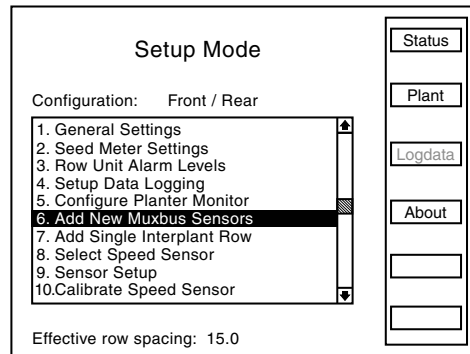 Setup Mode
Configuration: Front / Rear
1. General Settings
2. Seed Meter Settings
3. Row Unit Alarm Levels
4. Setup Data Logging
5. Configure Planter Monitor
6. Add New Muxbus Sensors
7. Add Single Interplant Row
8. Select Speed Sensor
9. Sensor Setup
10.Calibrate Speed Sensor
Effective row spacing: 15.0
Status
Plant
Logdata
About